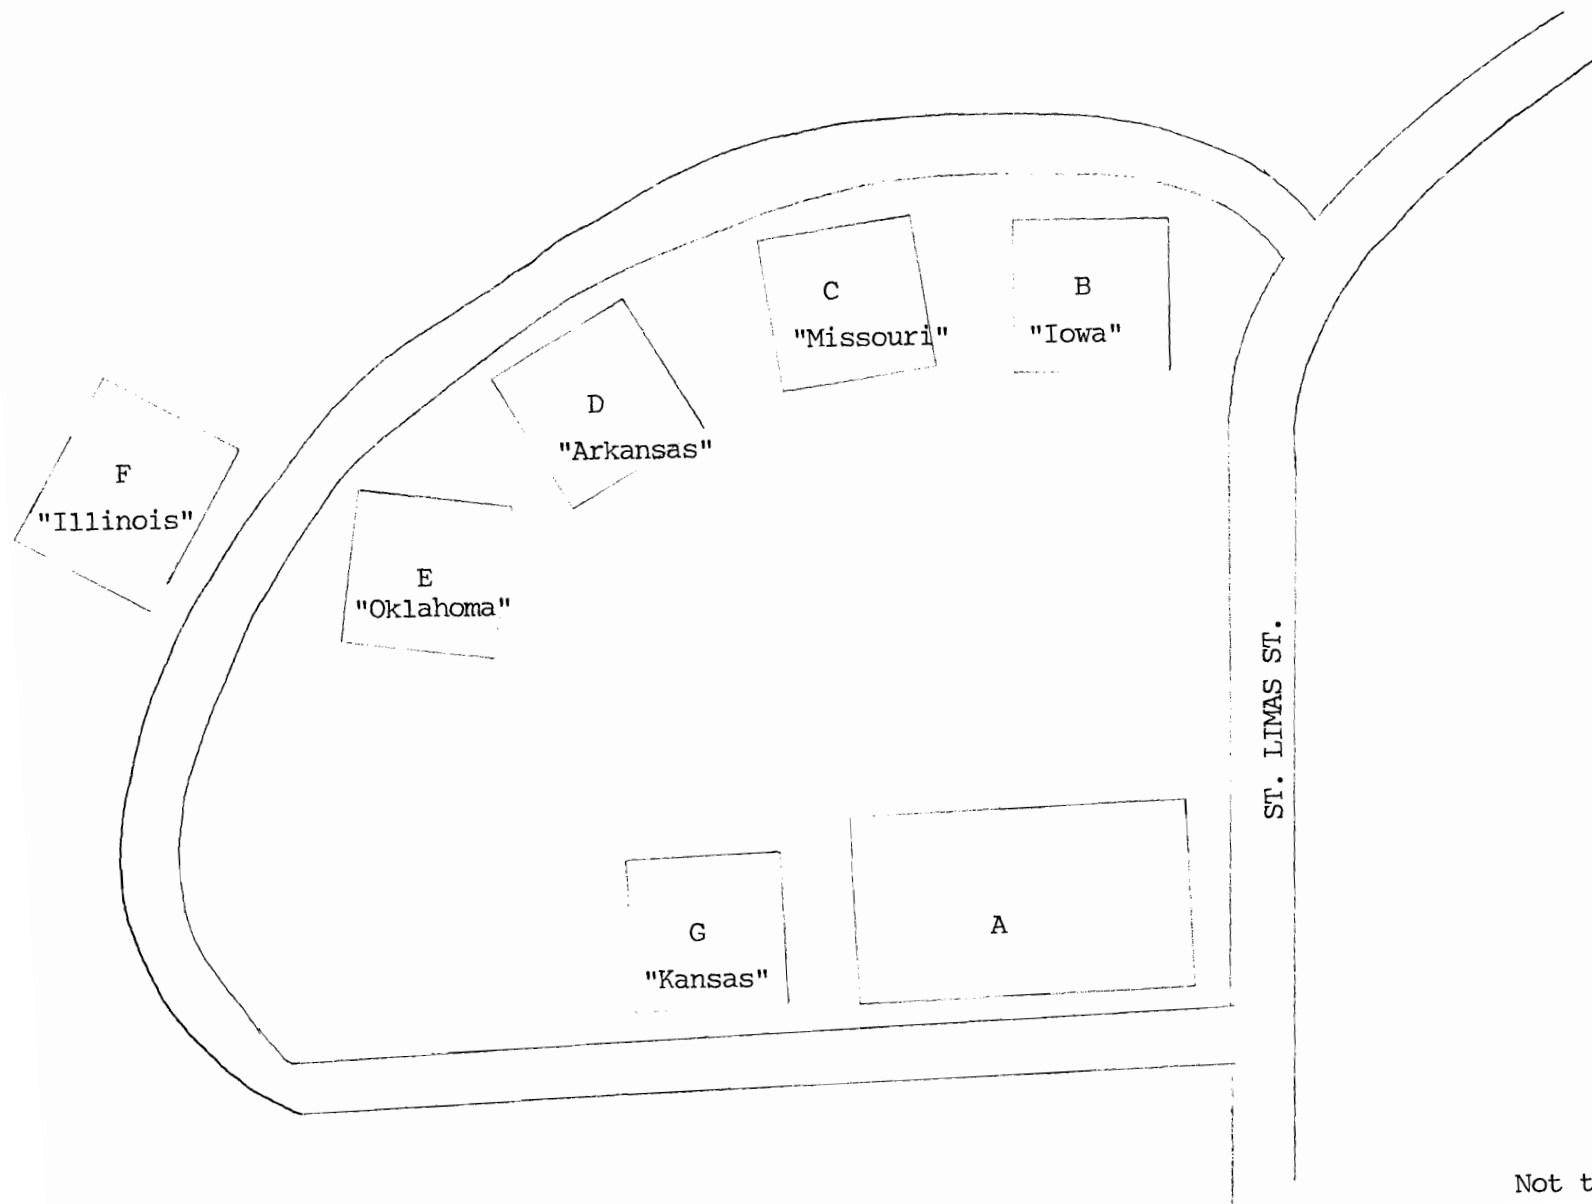 C
"Missouri"
B
"Iowa"
D
"Arkansas"
F
"Illinois"
E
"Oklahoma"
ST. LIMAS ST.
G
"Kansas"
A
Not t